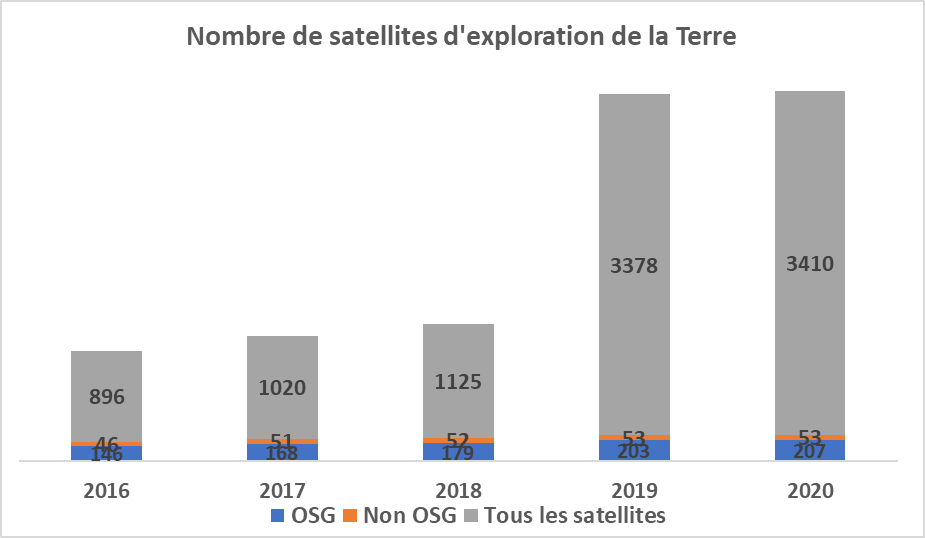 Nombre de satellites d'exploration de la Terre
3378 3410
896 1020 1125
46 51 52 53 53
146 168 179 203 207
2016 2017 2018 2019 2020
OSG Non OSG Tous les satellites